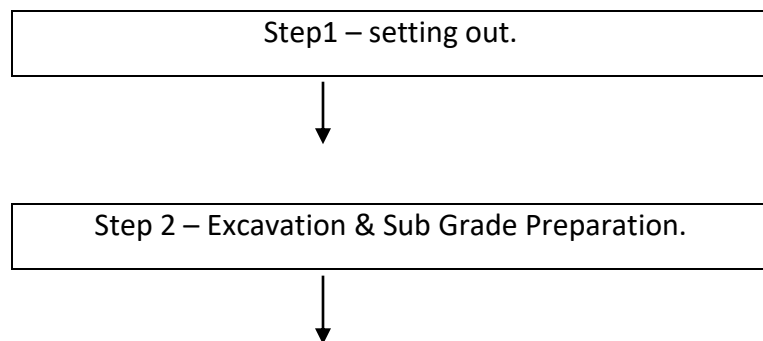 Step1 – setting out.
Step 2 – Excavation & Sub Grade Preparation.